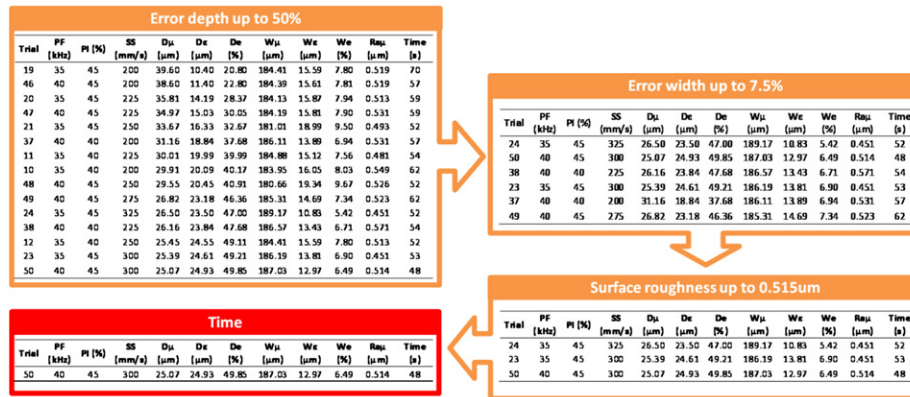 Error depth up to 50%
Trial PF (kHz) PI (%) SS (mm/s) Dμ (μm) Dε (μm) De (%) Wμ (μm) Wε (μm) We (%) Raμ (μm) Time (s)
19 35 45 200 39.60 10.40 20.80 184.41 15.59 7.80 0.519 70
46 40 45 200 38.60 11.40 22.80 184.39 15.61 7.81 0.519 57
20 35 45 225 35.81 14.19 28.37 184.13 15.87 7.94 0.513 59
47 40 45 225 34.97 15.03 30.05 184.19 15.81 7.90 0.531 59
21 35 45 250 33.67 16.33 32.67 181.01 18.99 9.50 0.493 52
37 40 40 200 31.16 18.84 37.68 186.11 13.89 6.94 0.531 57
11 35 40 225 30.01 19.99 39.99 184.88 15.12 7.56 0.481 54
10 35 40 200 29.91 20.09 40.17 183.95 16.05 8.03 0.549 62
48 40 45 250 29.55 20.45 40.91 180.66 19.34 9.67 0.526 52
49 40 45 275 26.82 23.18 46.36 185.31 14.69 7.34 0.523 62
24 35 45 325 26.50 23.50 47.00 189.17 10.83 5.42 0.451 52
38 40 40 225 26.16 23.84 47.68 186.57 13.43 6.71 0.571 54
12 35 40 250 25.45 24.55 49.11 184.41 15.59 7.80 0.513 52
23 35 45 300 25.39 24.61 49.21 186.19 13.81 6.90 0.451 53
50 40 45 300 25.07 24.93 49.85 187.03 12.97 6.49 0.514 48
Error width up to 7.5%
Trial PF (kHz) PI (%) SS (mm/s) Dμ (μm) Dε (μm) De (%) Wμ (μm) Wε (μm) We (%) Raμ (μm) Time (s)
24 35 45 325 26.50 23.50 47.00 189.17 10.83 5.42 0.451 52
50 40 45 300 25.07 24.93 49.85 187.03 12.97 6.49 0.514 48
38 40 40 225 26.16 23.84 47.68 186.57 13.43 6.71 0.571 54
23 35 45 300 25.39 24.61 49.21 186.19 13.81 6.90 0.451 53
37 40 40 200 31.16 18.84 37.68 186.11 13.89 6.94 0.531 57
49 40 45 275 26.82 23.18 46.36 185.31 14.69 7.34 0.523 62
Surface roughness up to 0.515um
Trial PF (kHz) PI (%) SS (mm/s) Dμ (μm) Dε (μm) De (%) Wμ (μm) Wε (μm) We (%) Raμ (μm) Time (s)
24 35 45 325 26.50 23.50 47.00 189.17 10.83 5.42 0.451 52
23 35 45 300 25.39 24.61 49.21 186.19 13.81 6.90 0.451 53
50 40 45 300 25.07 24.93 49.85 187.03 12.97 6.49 0.514 48
Time
Trial PF (kHz) PI (%) SS (mm/s) Dμ (μm) Dε (μm) De (%) Wμ (μm) Wε (μm) We (%) Raμ (μm) Time (s)
50 40 45 300 25.07 24.93 49.85 187.03 12.97 6.49 0.514 48